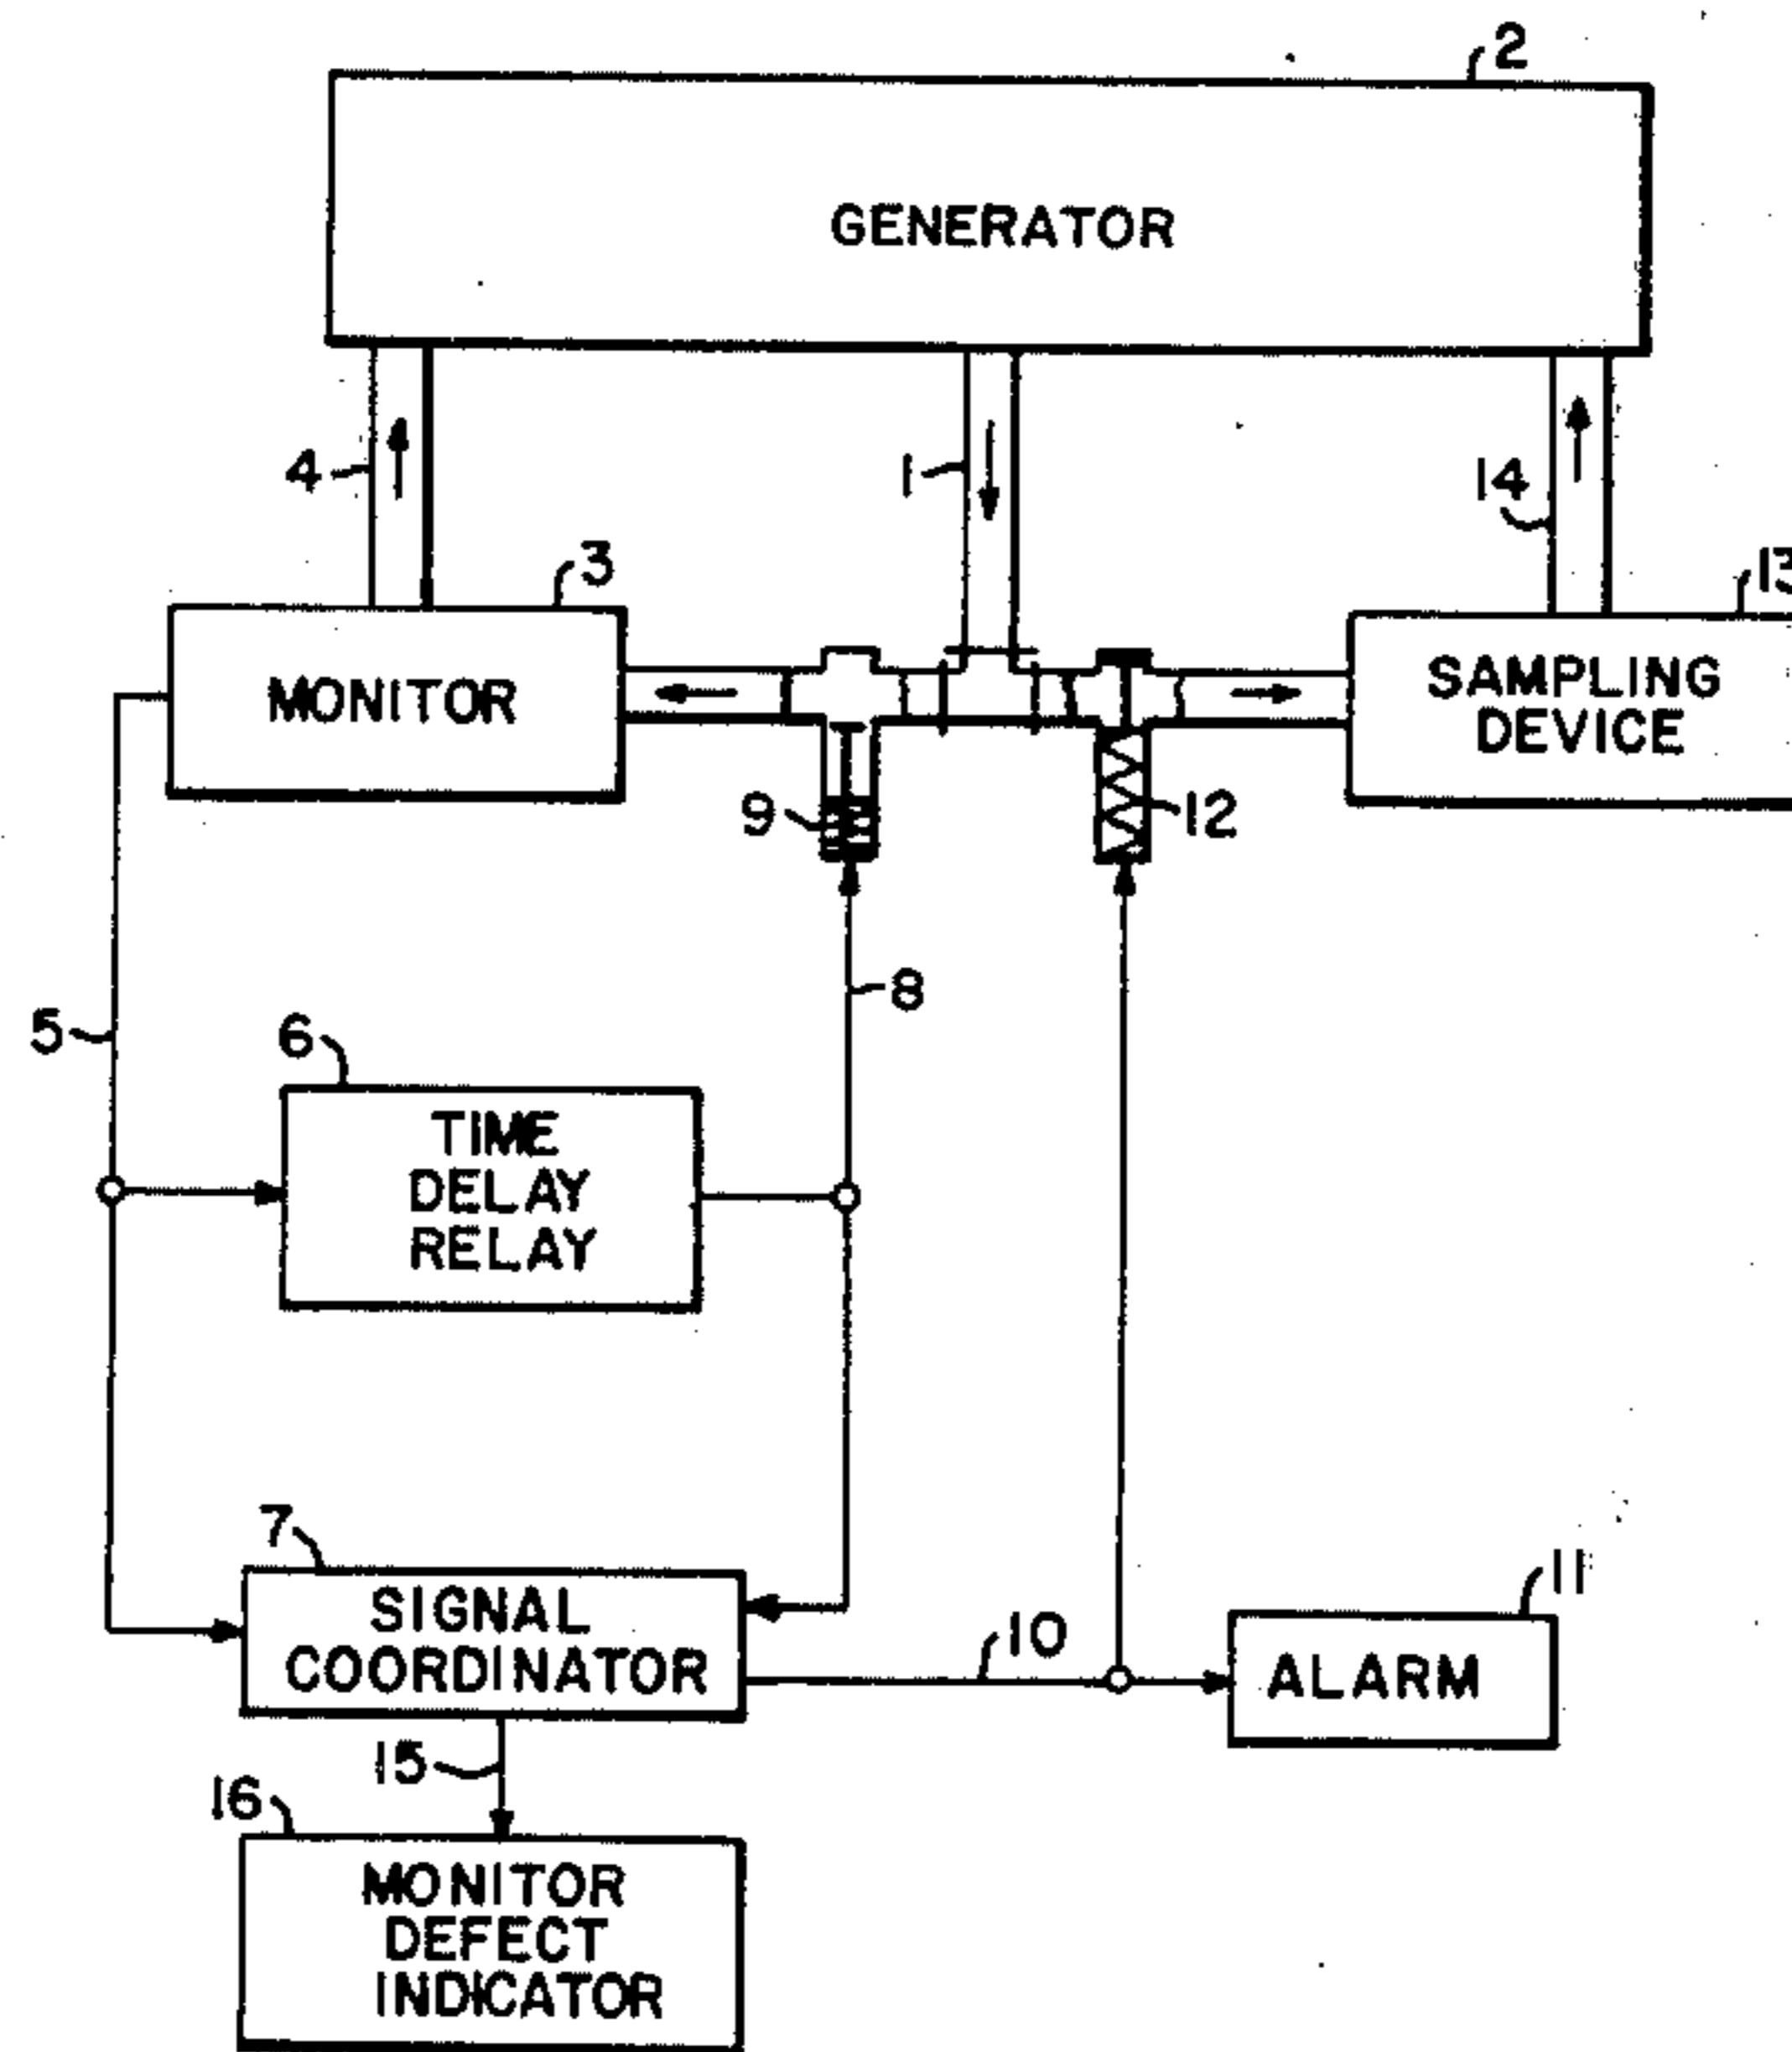 2
GENERATOR
4
1
14
3
13
MONITOR
SAMPLING
DEVICE
9
12
8
5
6
TIME
DELAY
RELAY
7
SIGNAL
COORDINATOR
10
11
ALARM
15
16
MONITOR
DEFECT
INDICATOR